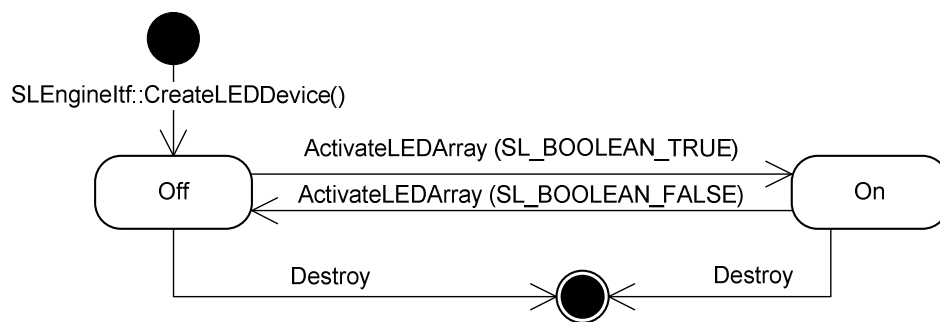 SLEngineItf::CreateLEDDevice()
ActivateLEDArray (SL_BOOLEAN_TRUE)
Off
ActivateLEDArray (SL_BOOLEAN_FALSE)
On
Destroy
Destroy